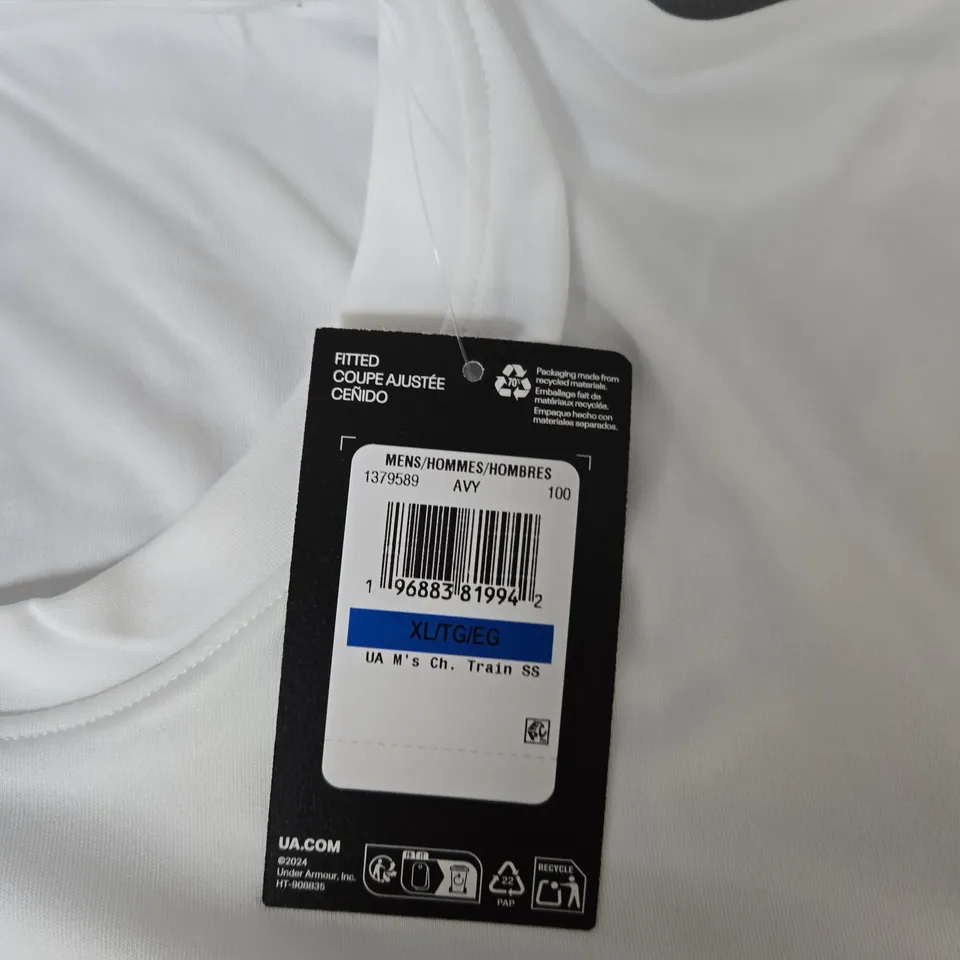 FITTED
COUPE AJUSTÉE
CEÑIDO
70%
Packaging made from
recycled materials.
Emballage fait de
matériaux recyclés.
Empaque hecho con
materiales separados.
MENS/HOMMES/HOMBRES
1379589 AVY 100
1 96883 81994 2
XL/TG/EG
UA M's Ch. Train SS
UA.COM
©2024
Under Armour, Inc.
HT-908835
22
PAP
RECYCLE